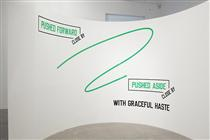 PUSHED FORWARD
CLOSE BY
PUSHED ASIDE
CLOSE BY
WITH GRACEFUL HASTE